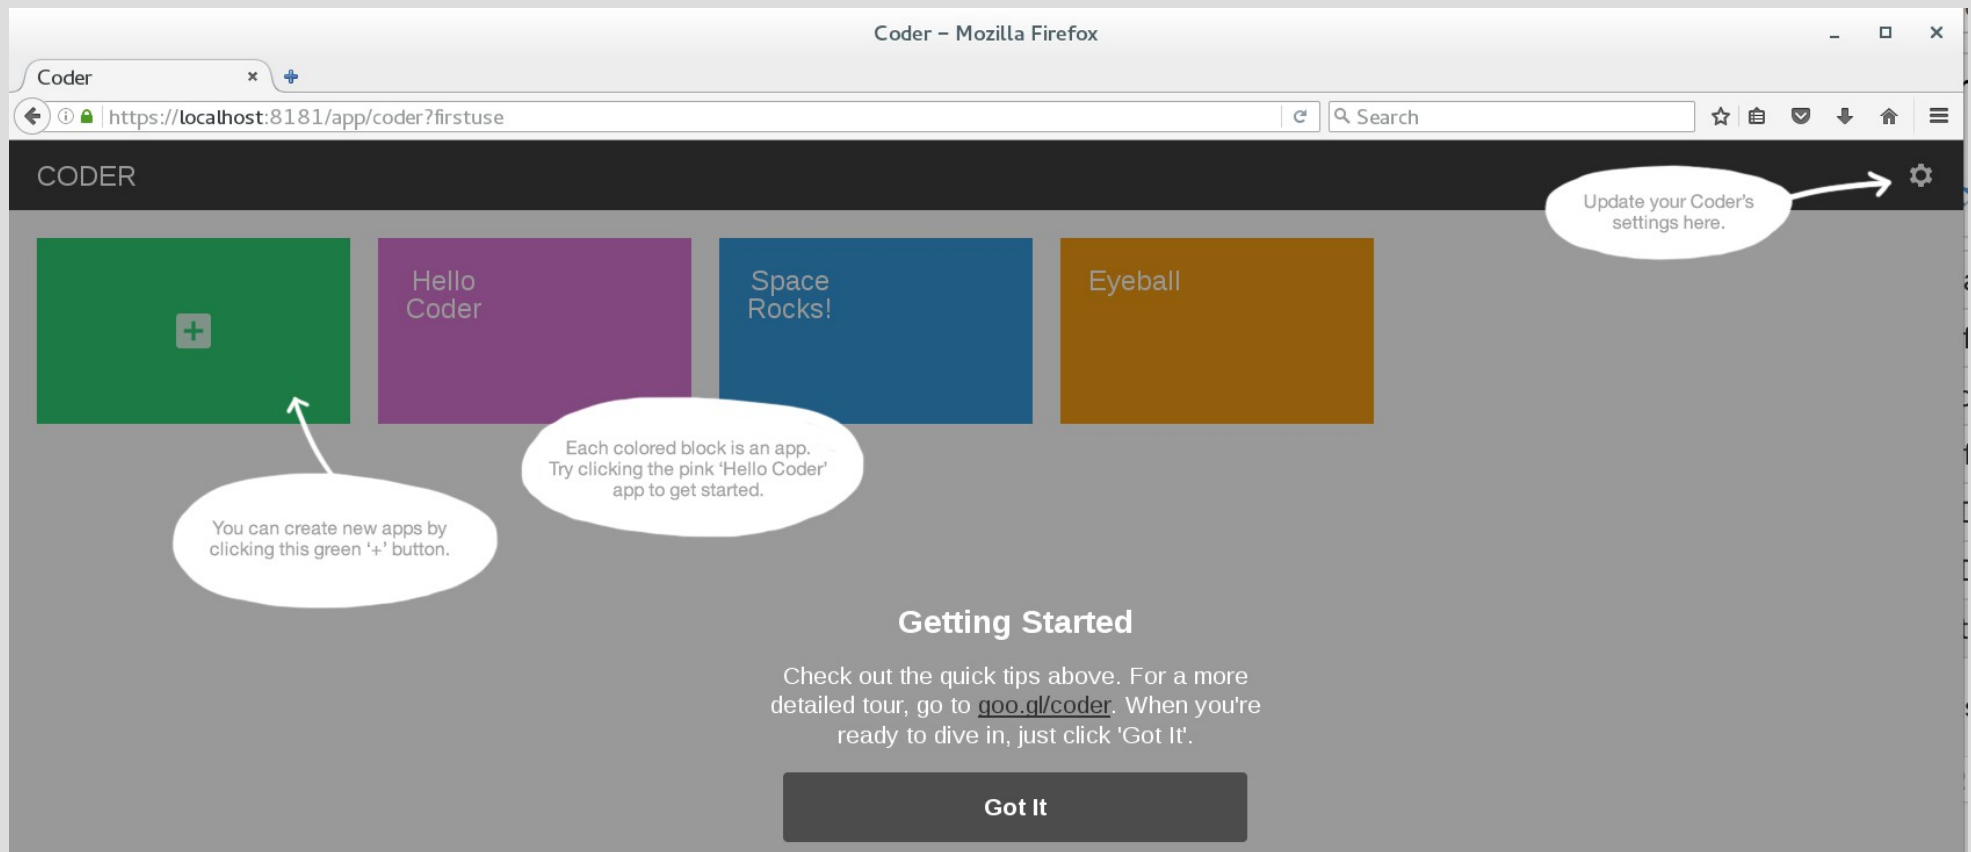 Coder – Mozilla Firefox
Coder
https://localhost:8181/app/coder?firstuse
Search
CODER
Update your Coder's
settings here.
Hello
Coder
Space
Rocks!
Eyeball
Each colored block is an app.
Try clicking the pink ‘Hello Coder’
app to get started.
You can create new apps by
clicking this green ‘+’ button.
Getting Started
Check out the quick tips above. For a more
detailed tour, go to goo.gl/coder. When you're
ready to dive in, just click 'Got It'.
Got It